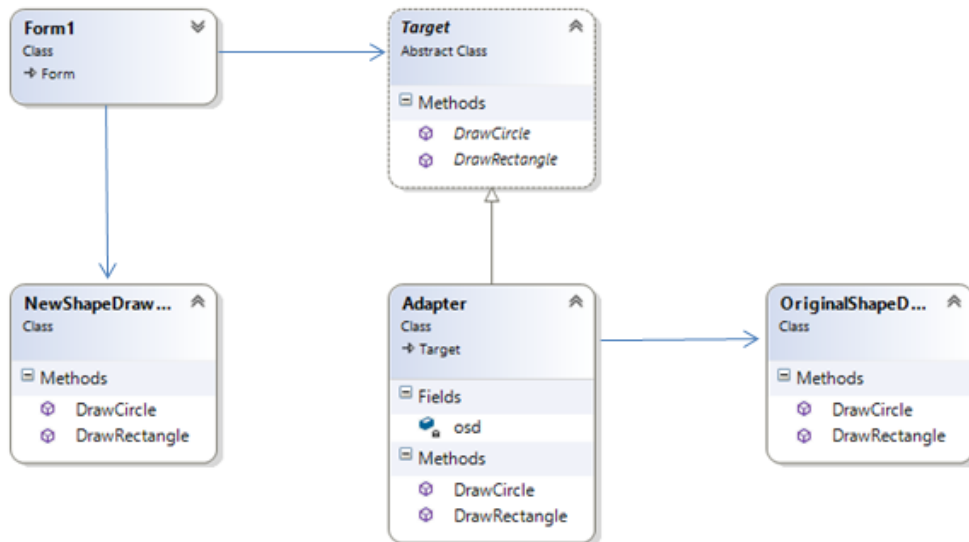 Form1
Class
Form
Target
Abstract Class
Methods
DrawCircle
DrawRectangle
NewShapeDraw...
Class
Methods
DrawCircle
DrawRectangle
Adapter
Class
Target
Fields
osd
Methods
DrawCircle
DrawRectangle
OriginalShapeD...
Class
Methods
DrawCircle
DrawRectangle